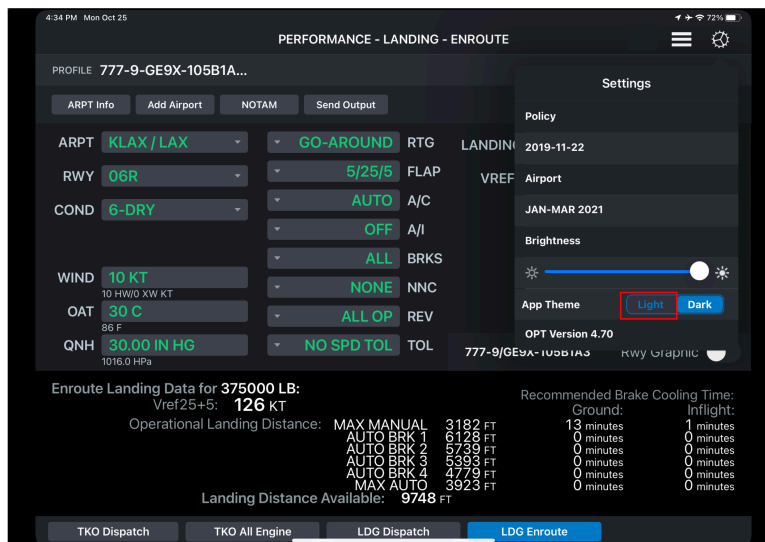 4:34 PM Mon Oct 25 72%
PERFORMANCE - LANDING - ENROUTE
PROFILE 777-9-GE9X-105B1A...
ARPT Info Add Airport NOTAM Send Output
ARPT KLAX / LAX GO-AROUND RTG LANDING
RWY 06R 5/25/5 FLAP VREF
COND 6-DRY AUTO A/C
OFF A/I
ALL BRKS
WIND 10 KT NONE NNC
10 HW/0 XW KT
OAT 30 C ALL OP REV
86 F
QNH 30.00 IN HG NO SPD TOL TOL
1016.0 HPa
777-9/GE9X-105B1A3 Rwy Graphic
Settings
Policy
2019-11-22
Airport
JAN-MAR 2021
Brightness
App Theme Light Dark
OPT Version 4.70
Enroute Landing Data for 375000 LB:
Vref25+5: 126 KT
Operational Landing Distance: MAX MANUAL 3182 FT
AUTO BRK 1 6128 FT
AUTO BRK 2 5739 FT
AUTO BRK 3 5393 FT
AUTO BRK 4 4779 FT
MAX AUTO 3923 FT
Landing Distance Available: 9748 FT
Recommended Brake Cooling Time:
Ground: Inflight:
13 minutes 1 minutes
0 minutes 0 minutes
0 minutes 0 minutes
0 minutes 0 minutes
0 minutes 0 minutes
0 minutes 0 minutes
TKO Dispatch TKO All Engine LDG Dispatch LDG Enroute